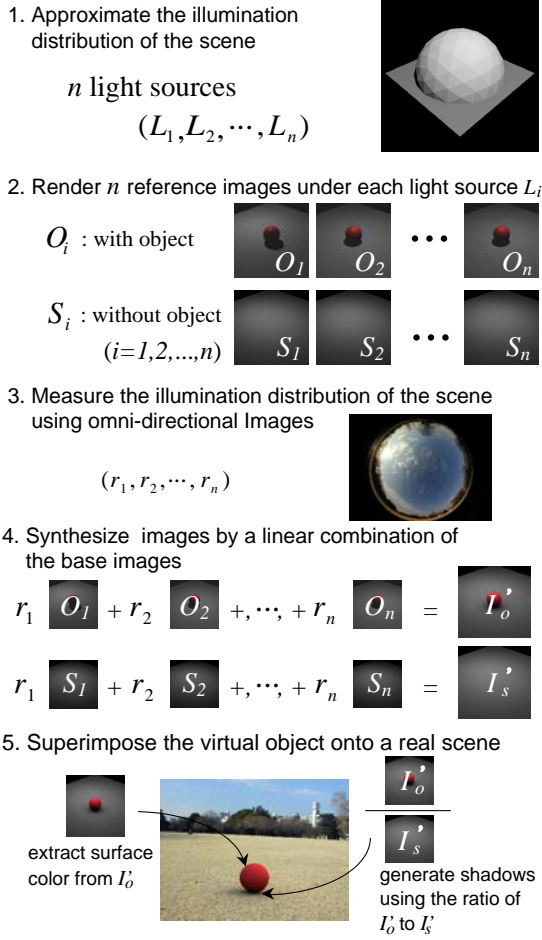 1. Approximate the illumination
distribution of the scene
n light sources
(L1,L2,⋯,Ln)
2. Render n reference images under each light source Li
Oi : with object
O1 O2 ••• On
Si : without object
(i=1,2,...,n)
S1 S2 ••• Sn
3. Measure the illumination distribution of the scene
using omni-directional Images
(r1,r2,⋯,rn)
4. Synthesize images by a linear combination of
the base images
r1 O1 + r2 O2 +,⋯, + rn On = I'o
r1 S1 + r2 S2 +,⋯, + rn Sn = I's
5. Superimpose the virtual object onto a real scene
I'o
I's
extract surface
color from I'o
generate shadows
using the ratio of
I'o to I's